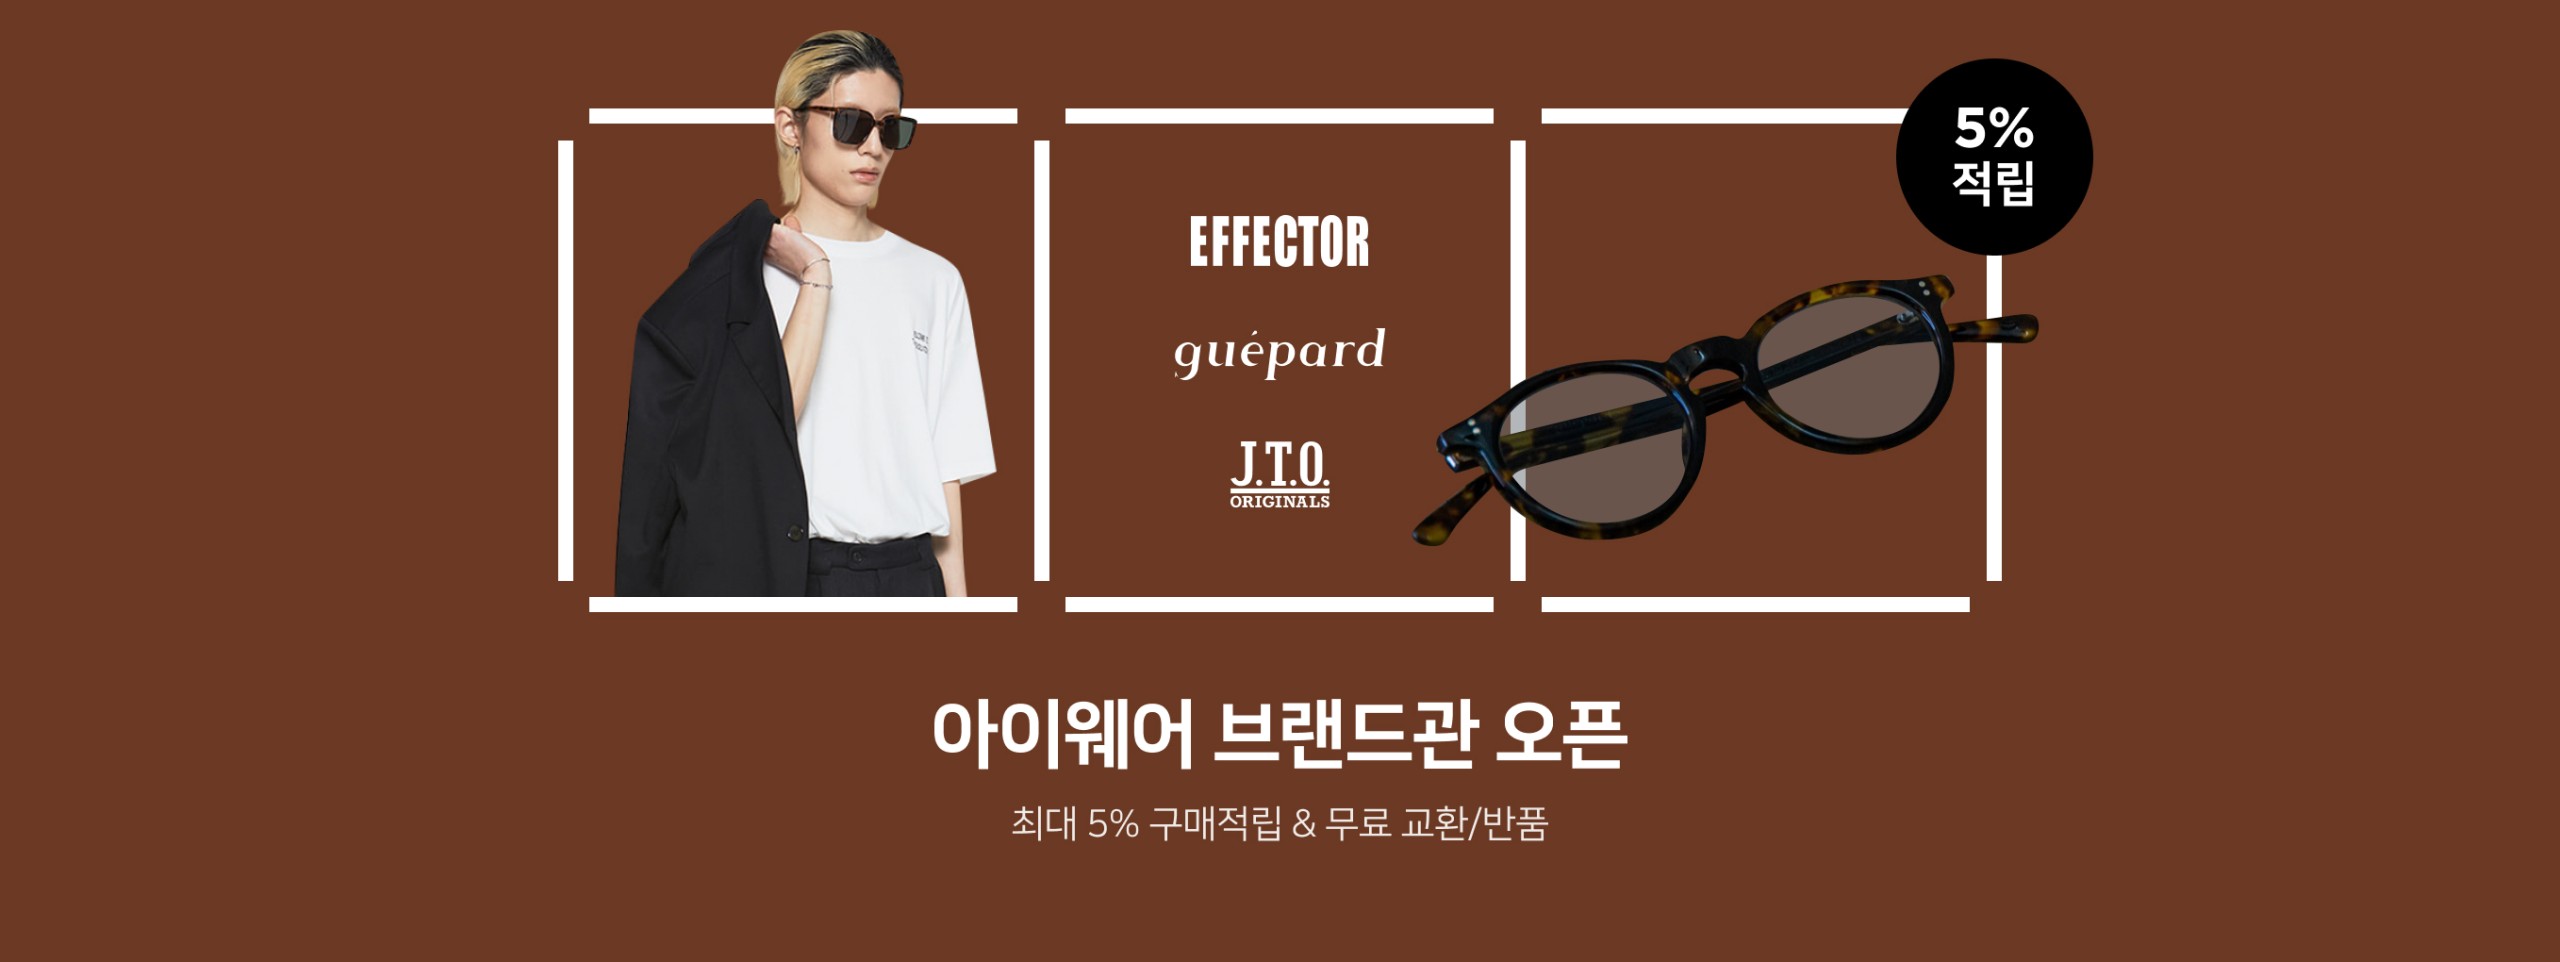 5%
적립
EFFECTOR
guépard
J.T.O.
ORIGINALS
아이웨어 브랜드관 오픈
최대 5% 구매적립 & 무료 교환/반품